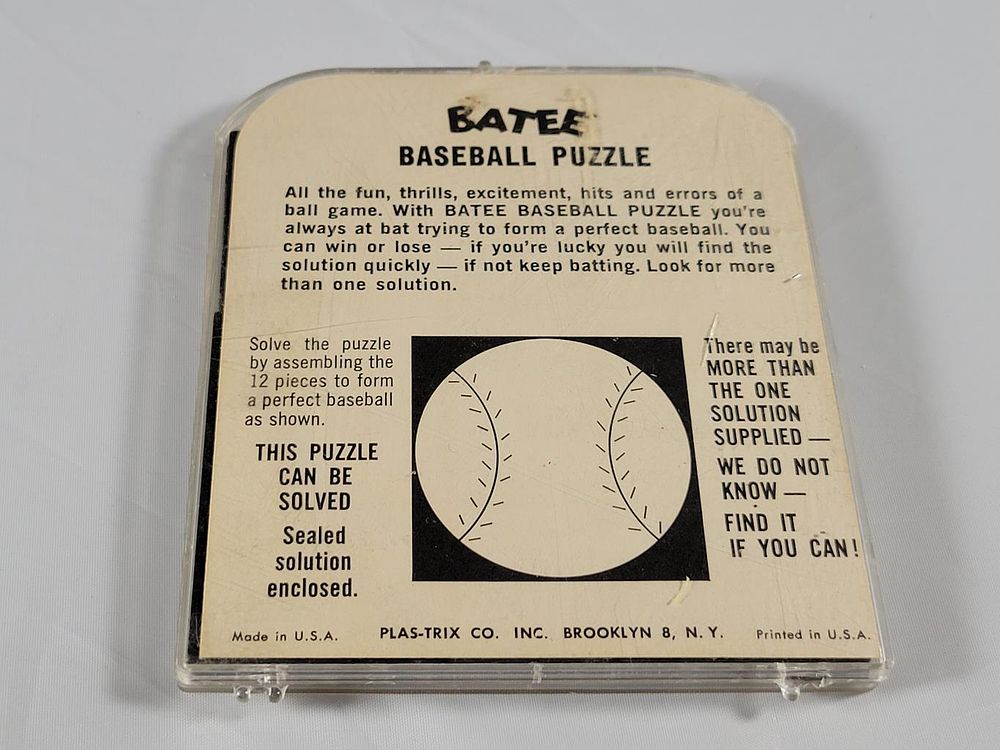 BATEE
BASEBALL PUZZLE
All the fun, thrills, excitement, hits and errors of a
ball game. With BATEE BASEBALL PUZZLE you're
always at bat trying to form a perfect baseball. You
can win or lose — if you're lucky you will find the
solution quickly — if not keep batting. Look for more
than one solution.
Solve the puzzle
by assembling the
12 pieces to form
a perfect baseball
as shown.
THIS PUZZLE
CAN BE
SOLVED
Sealed
solution
enclosed.
There may be
MORE THAN
THE ONE
SOLUTION
SUPPLIED —
WE DO NOT
KNOW —
FIND IT
IF YOU CAN!
Made in U.S.A. PLAS-TRIX CO. INC. BROOKLYN 8, N. Y. Printed in U.S.A.